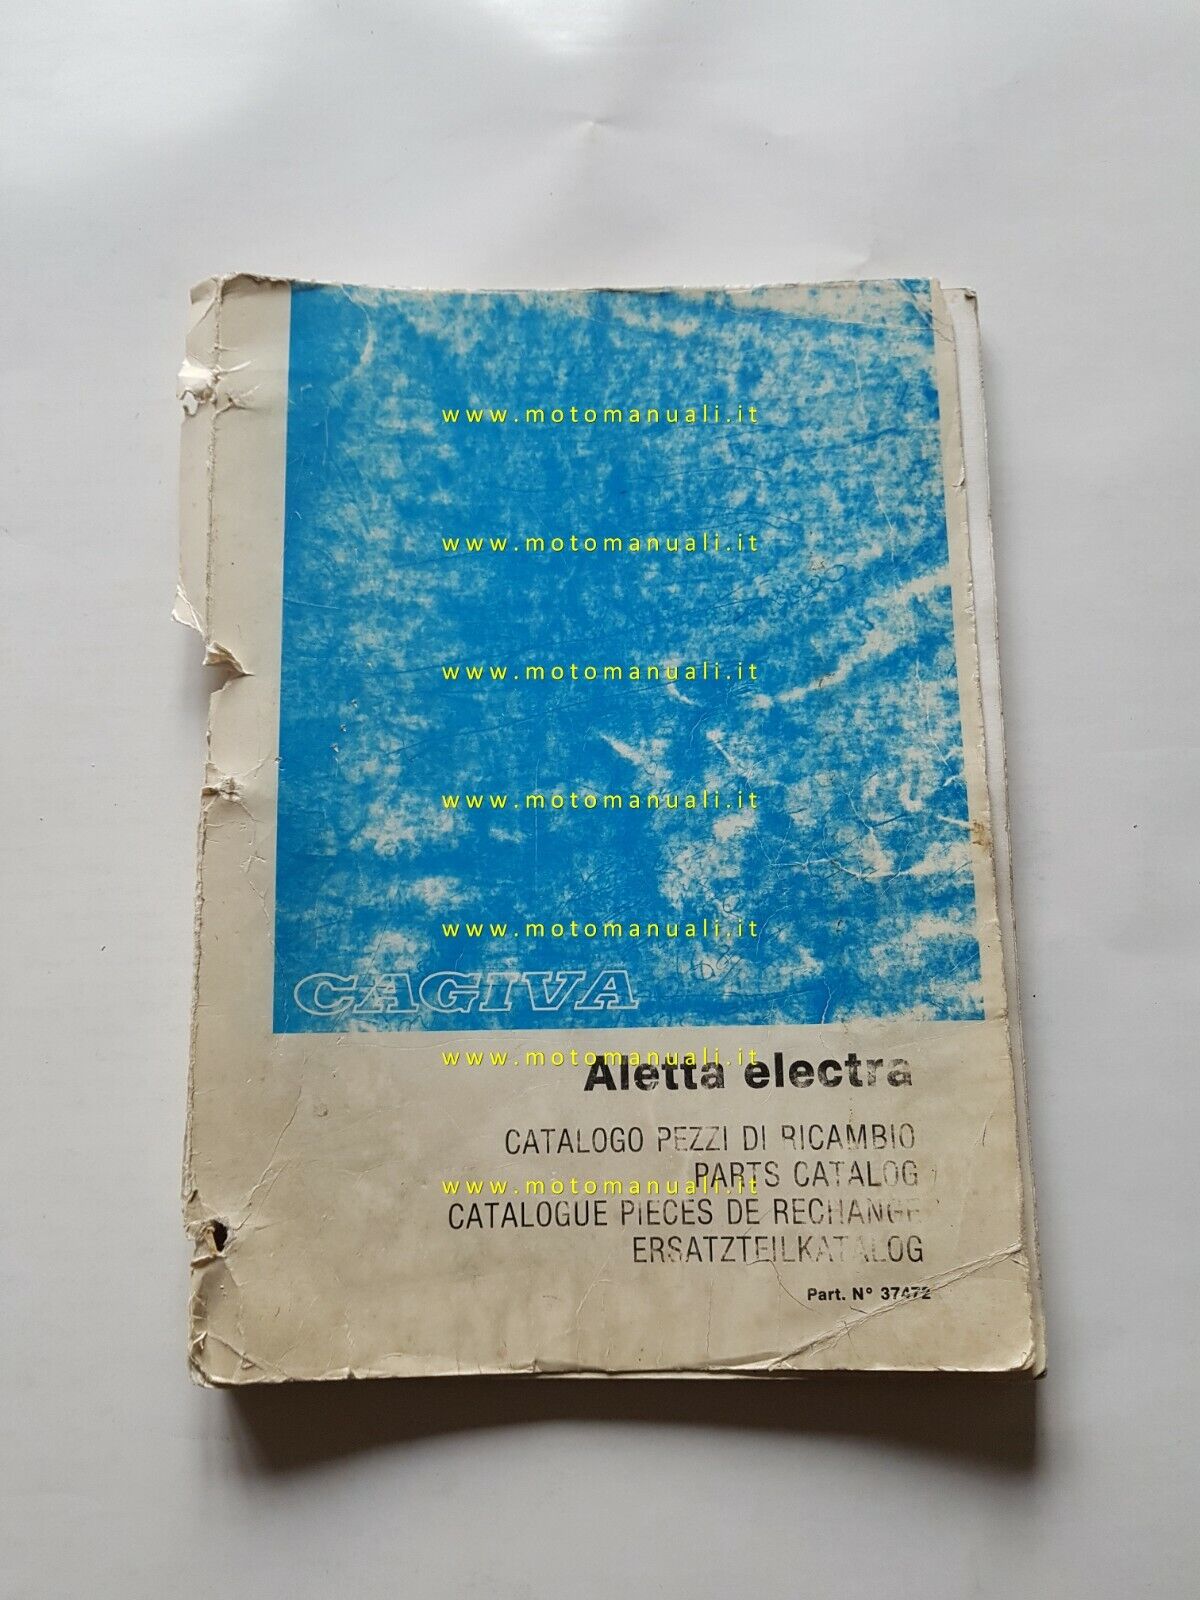 www.motomanuali.it
www.motomanuali.it
www.motomanuali.it
www.motomanuali.it
www.motomanuali.it
CAGIVA
www.motomanuali.it
Aletta electra
CATALOGO PEZZI DI RICAMBIO
PARTS CATALOG
www.motomanuali.it
CATALOGUE PIECES DE RECHANGE
ERSATZTEILKATALOG
Part. N° 37472